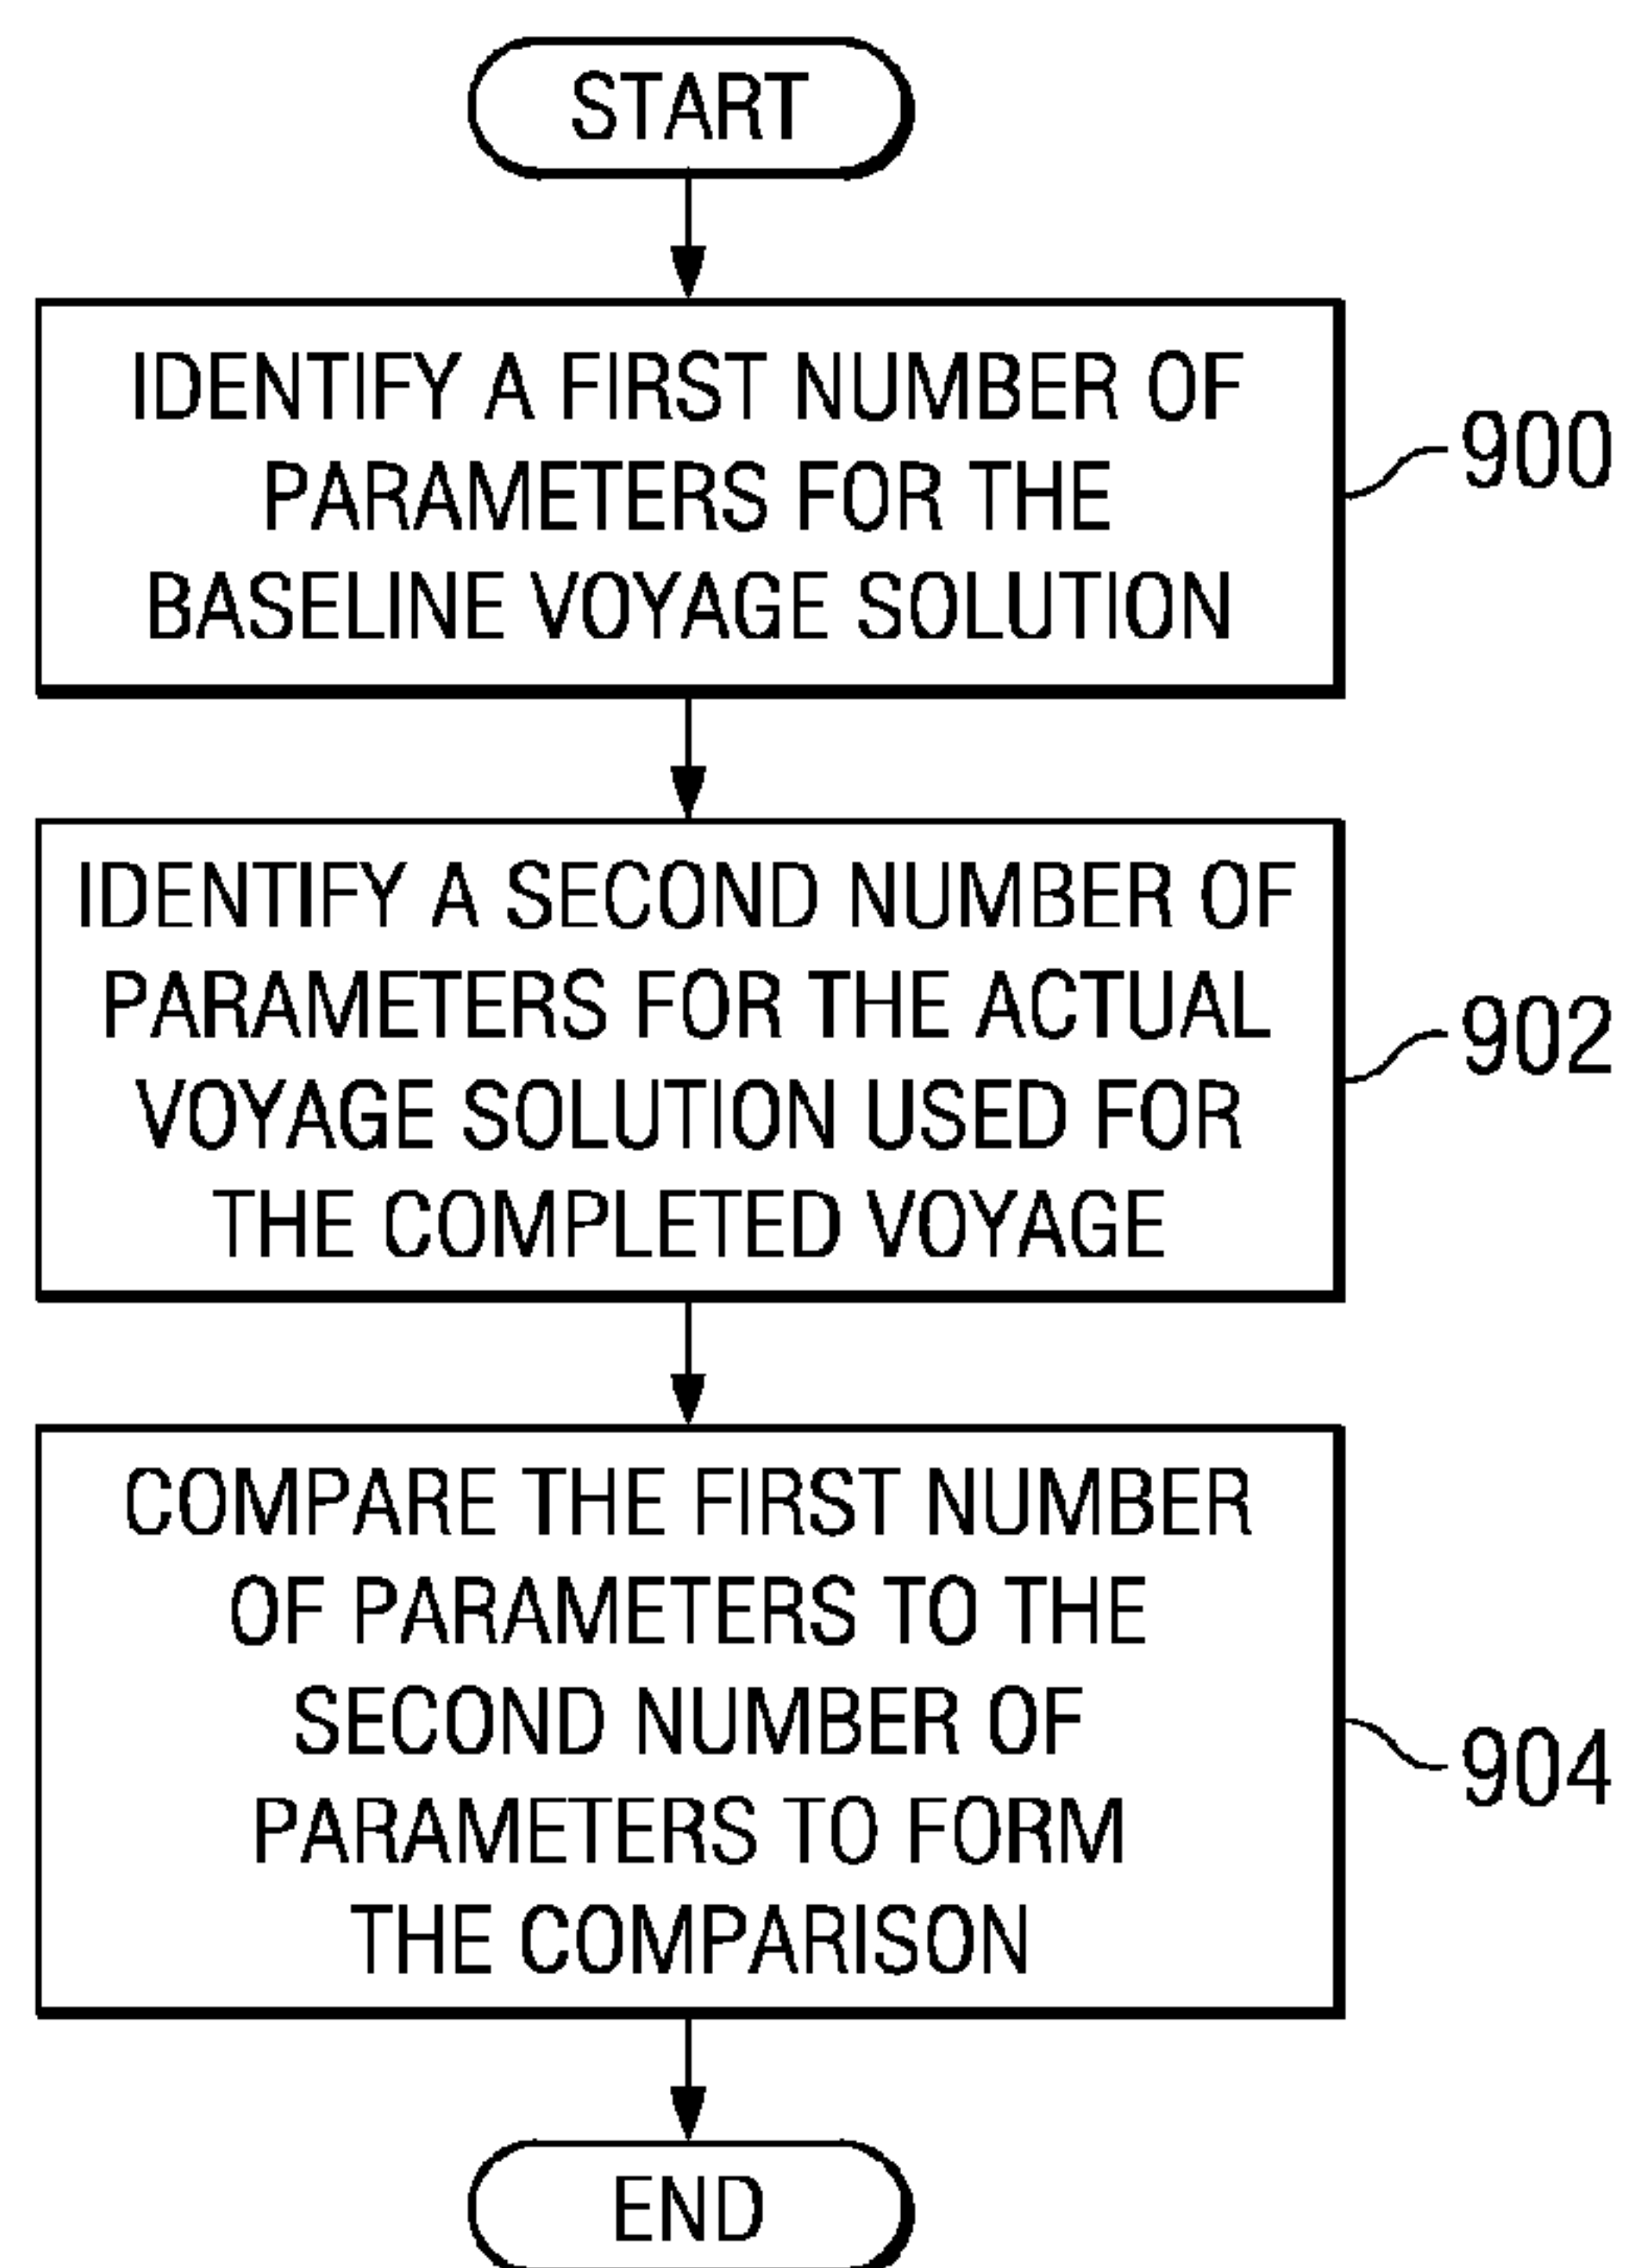 START
IDENTIFY A FIRST NUMBER OF
PARAMETERS FOR THE
BASELINE VOYAGE SOLUTION
900
IDENTIFY A SECOND NUMBER OF
PARAMETERS FOR THE ACTUAL
VOYAGE SOLUTION USED FOR
THE COMPLETED VOYAGE
902
COMPARE THE FIRST NUMBER
OF PARAMETERS TO THE
SECOND NUMBER OF
PARAMETERS TO FORM
THE COMPARISON
904
END